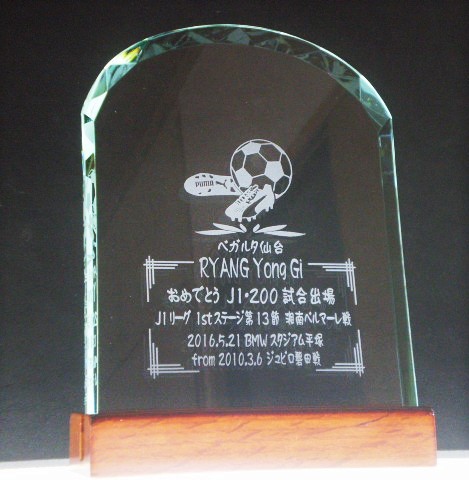 PUMA
ベガルタ仙台
RYANG Yong Gi
おめでとう J1・200 試合出場
J1リーグ 1stステージ第13節 湘南ベルマーレ戦
2016.5.21 BMWスタジアム平塚
from 2010.3.6 ジュビロ磐田戦